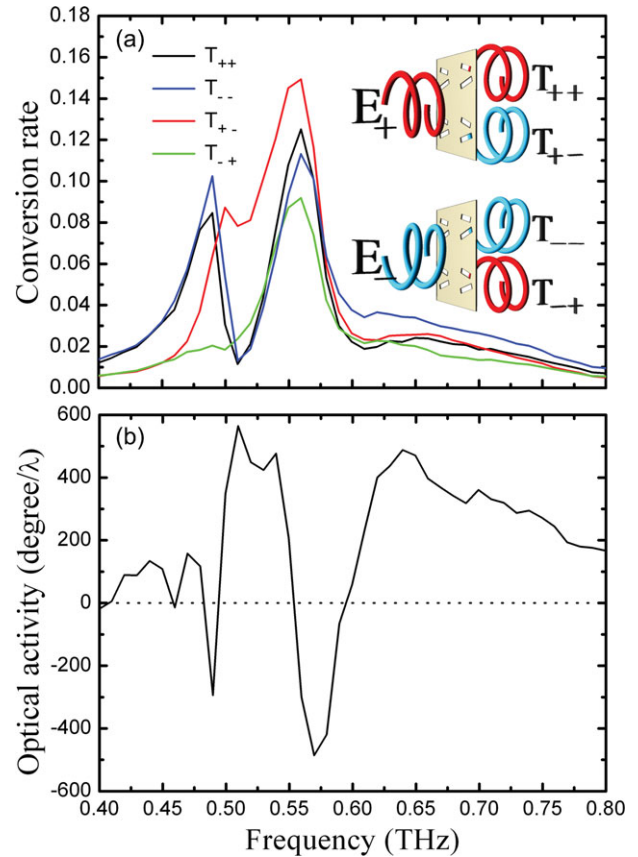 (a)
T++
T--
T+-
T-+
E+
T++
T+-
E-
T--
T-+
Conversion rate
0.18
0.16
0.14
0.12
0.10
0.08
0.06
0.04
0.02
0.00
(b)
Optical activity (degree/λ)
600
400
200
0
-200
-400
-600
0.40 0.45 0.50 0.55 0.60 0.65 0.70 0.75 0.80
Frequency (THz)